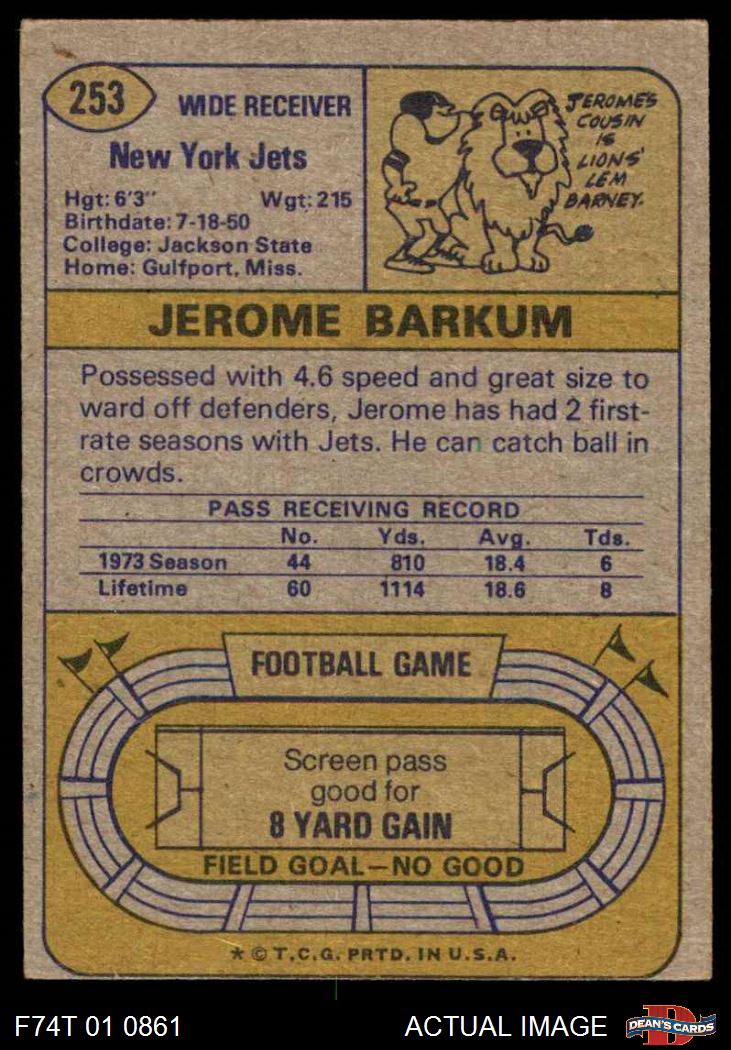 253
WIDE RECEIVER
New York Jets
Hgt: 6'3" Wgt: 215
Birthdate: 7-18-50
College: Jackson State
Home: Gulfport, Miss.
JEROME'S
COUSIN
IS
LIONS'
LEM
BARNEY.
JEROME BARKUM
Possessed with 4.6 speed and great size to
ward off defenders, Jerome has had 2 first-
rate seasons with Jets. He can catch ball in
crowds.
PASS RECEIVING RECORD
No. Yds. Avg. Tds.
1973 Season 44 810 18.4 6
Lifetime 60 1114 18.6 8
FOOTBALL GAME
Screen pass
good for
8 YARD GAIN
FIELD GOAL—NO GOOD
* © T.C.G. PRTD. IN U.S.A.
F74T 01 0861 ACTUAL IMAGE
DEAN'S CARDS